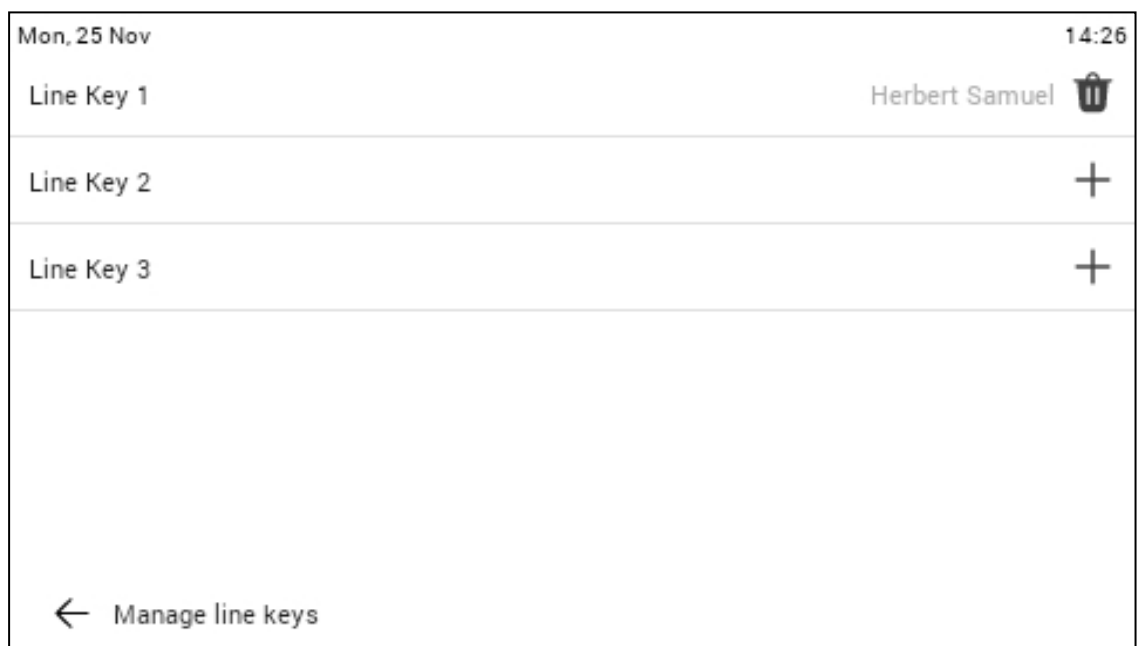 Mon, 25 Nov 14:26
Line Key 1 Herbert Samuel
Line Key 2
Line Key 3
Manage line keys